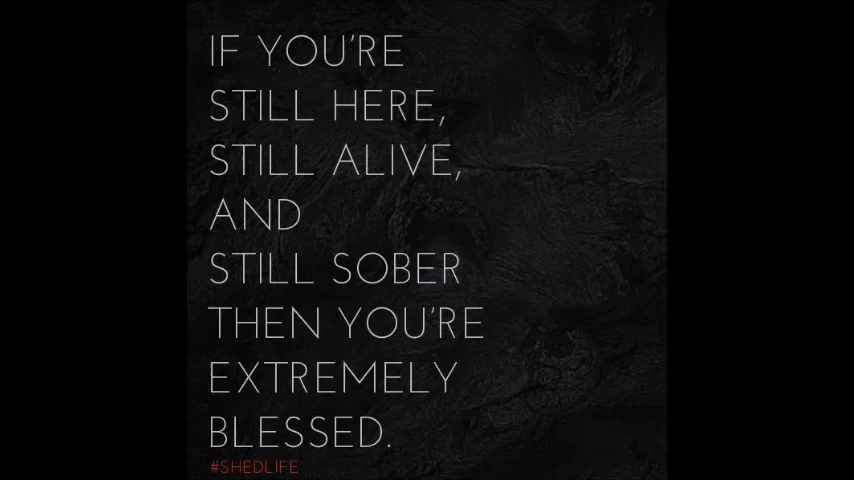 IF YOU'RE
STILL HERE,
STILL ALIVE,
AND
STILL SOBER
THEN YOU'RE
EXTREMELY
BLESSED.
#SHEDLIFE